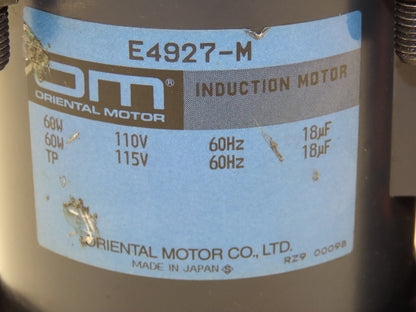 E4927-M
OM®
ORIENTAL MOTOR
INDUCTION MOTOR
60W 110V 60Hz 18µF
60W 115V 60Hz 18µF
TP
ORIENTAL MOTOR CO., LTD.
MADE IN JAPAN S
RZ9 00098